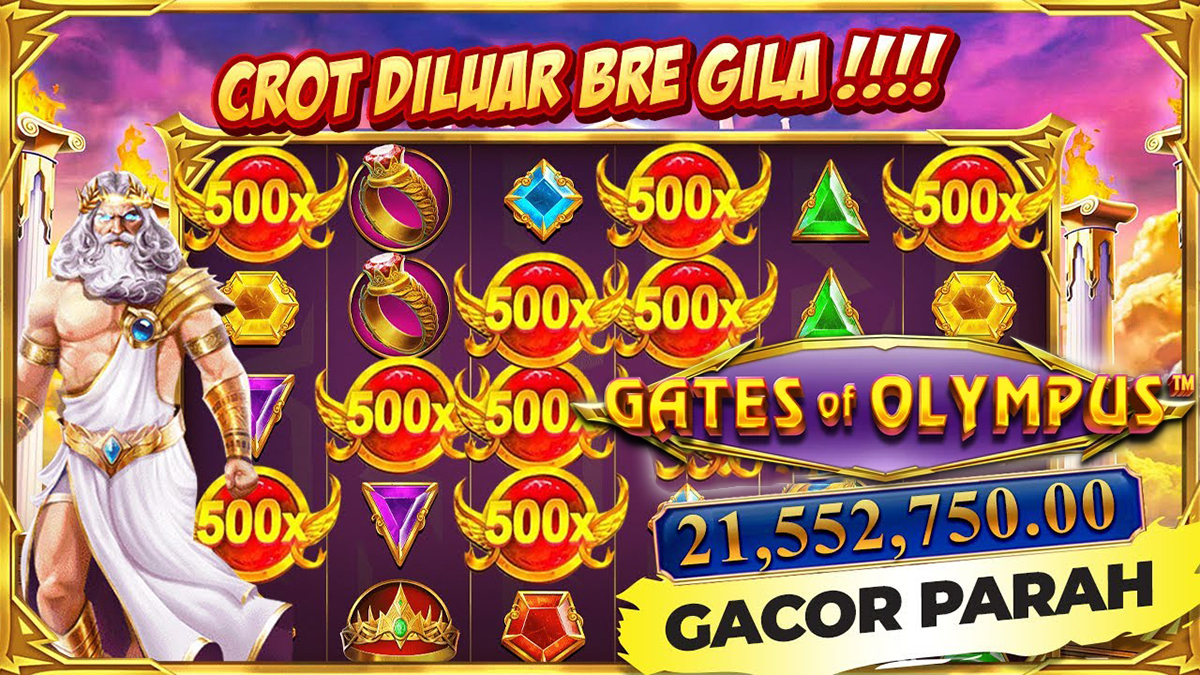 CROT DILUAR BRE GILA !!!!
500x 500x 500x
500x 500x
500x 500x
GATES of OLYMPUS™
500x 500x
21,552,750.00
GACOR PARAH